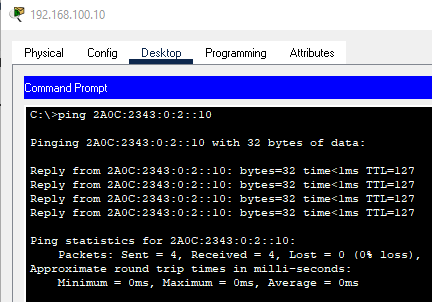 192.168.100.10
Physical Config Desktop Programming Attributes
Command Prompt
C:\>ping 2A0C:2343:0:2::10
Pinging 2A0C:2343:0:2::10 with 32 bytes of data:
Reply from 2A0C:2343:0:2::10: bytes=32 time<1ms TTL=127
Reply from 2A0C:2343:0:2::10: bytes=32 time<1ms TTL=127
Reply from 2A0C:2343:0:2::10: bytes=32 time<1ms TTL=127
Reply from 2A0C:2343:0:2::10: bytes=32 time<1ms TTL=127
Ping statistics for 2A0C:2343:0:2::10:
Packets: Sent = 4, Received = 4, Lost = 0 (0% loss),
Approximate round trip times in milli-seconds:
Minimum = 0ms, Maximum = 0ms, Average = 0ms